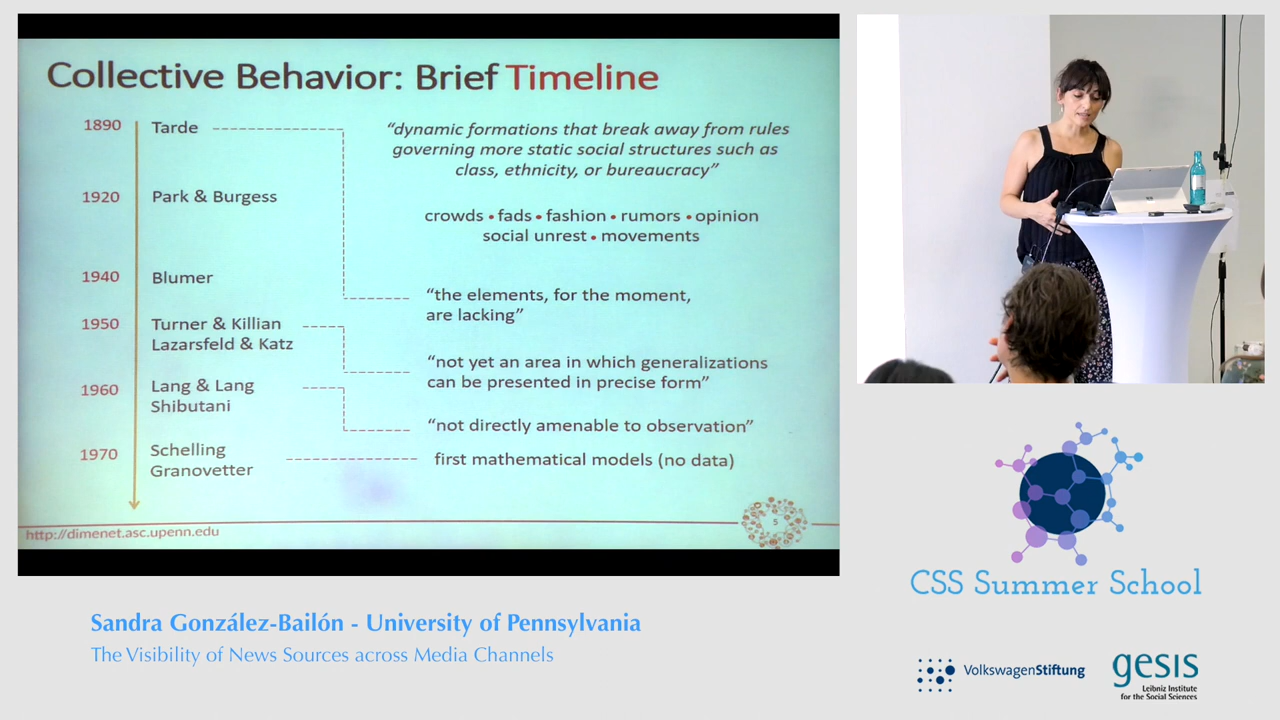 Collective Behavior: Brief Timeline
1890 Tarde
1920 Park & Burgess
1940 Blumer
1950 Turner & Killian
Lazarsfeld & Katz
1960 Lang & Lang
Shibutani
1970 Schelling
Granovetter
“dynamic formations that break away from rules
governing more static social structures such as
class, ethnicity, or bureaucracy”
crowds • fads • fashion • rumors • opinion
social unrest • movements
“the elements, for the moment,
are lacking”
“not yet an area in which generalizations
can be presented in precise form”
“not directly amenable to observation”
first mathematical models (no data)
http://dimenet.asc.upenn.edu
5
CSS Summer School
Sandra González-Bailón - University of Pennsylvania
The Visibility of News Sources across Media Channels
VolkswagenStiftung
gesis
Leibniz Institute
for the Social Sciences